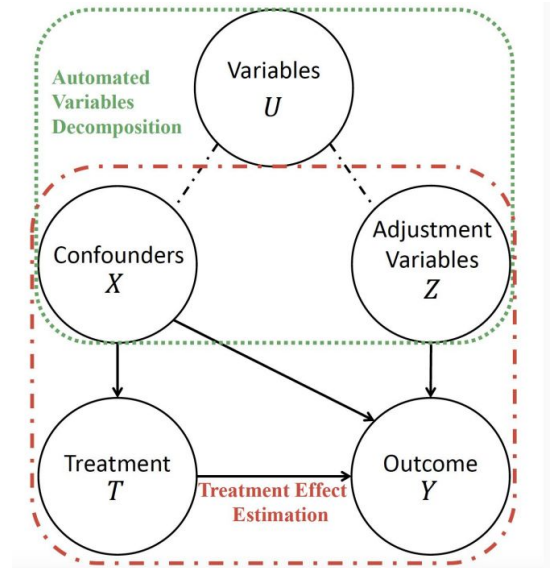 Automated
Variables
Decomposition
Variables
U
Confounders
X
Adjustment
Variables
Z
Treatment
T
Treatment Effect
Estimation
Outcome
Y